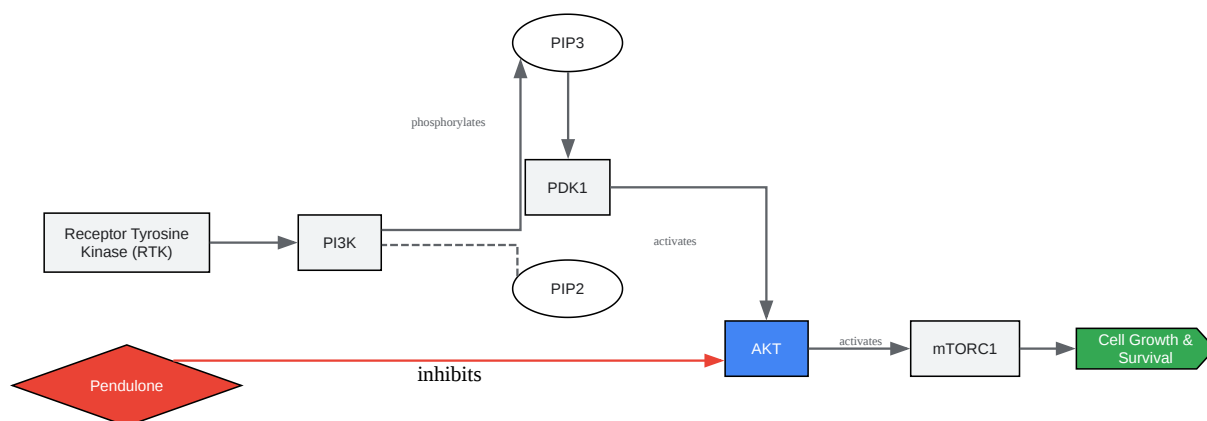 PIP3
phosphorylates
PDK1
Receptor Tyrosine
Kinase (RTK)
PI3K
activates
PIP2
AKT
activates
mTORC1
Cell Growth &
Survival
Pendulone
inhibits